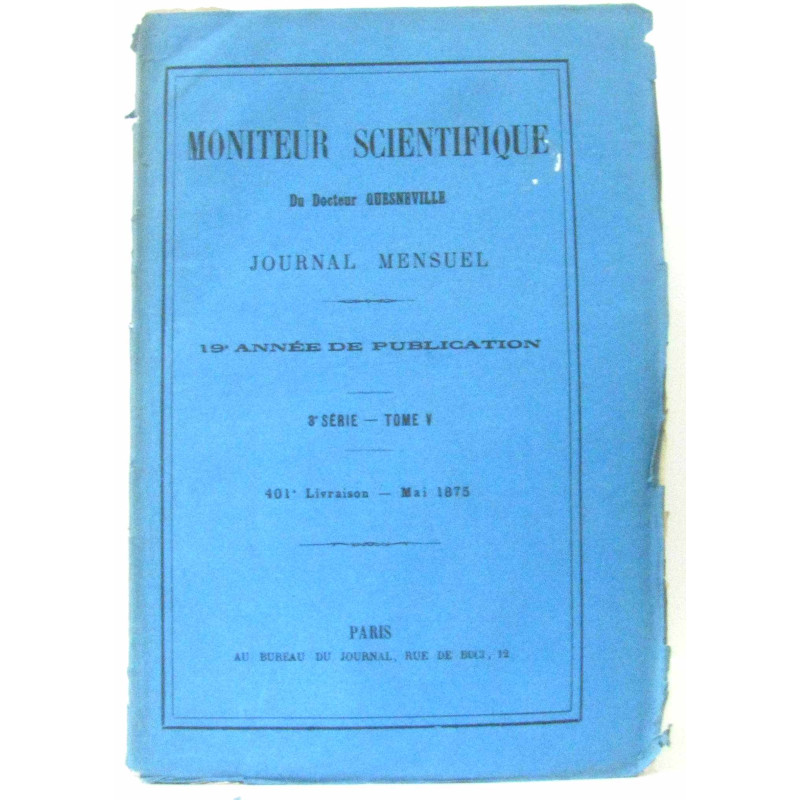 MONITEUR SCIENTIFIQUE
Du Docteur QUESNEVILLE
JOURNAL MENSUEL
19e ANNÉE DE PUBLICATION
3e SÉRIE — TOME V
401e Livraison — Mai 1875
PARIS
AU BUREAU DU JOURNAL, RUE DE BUCI, 12